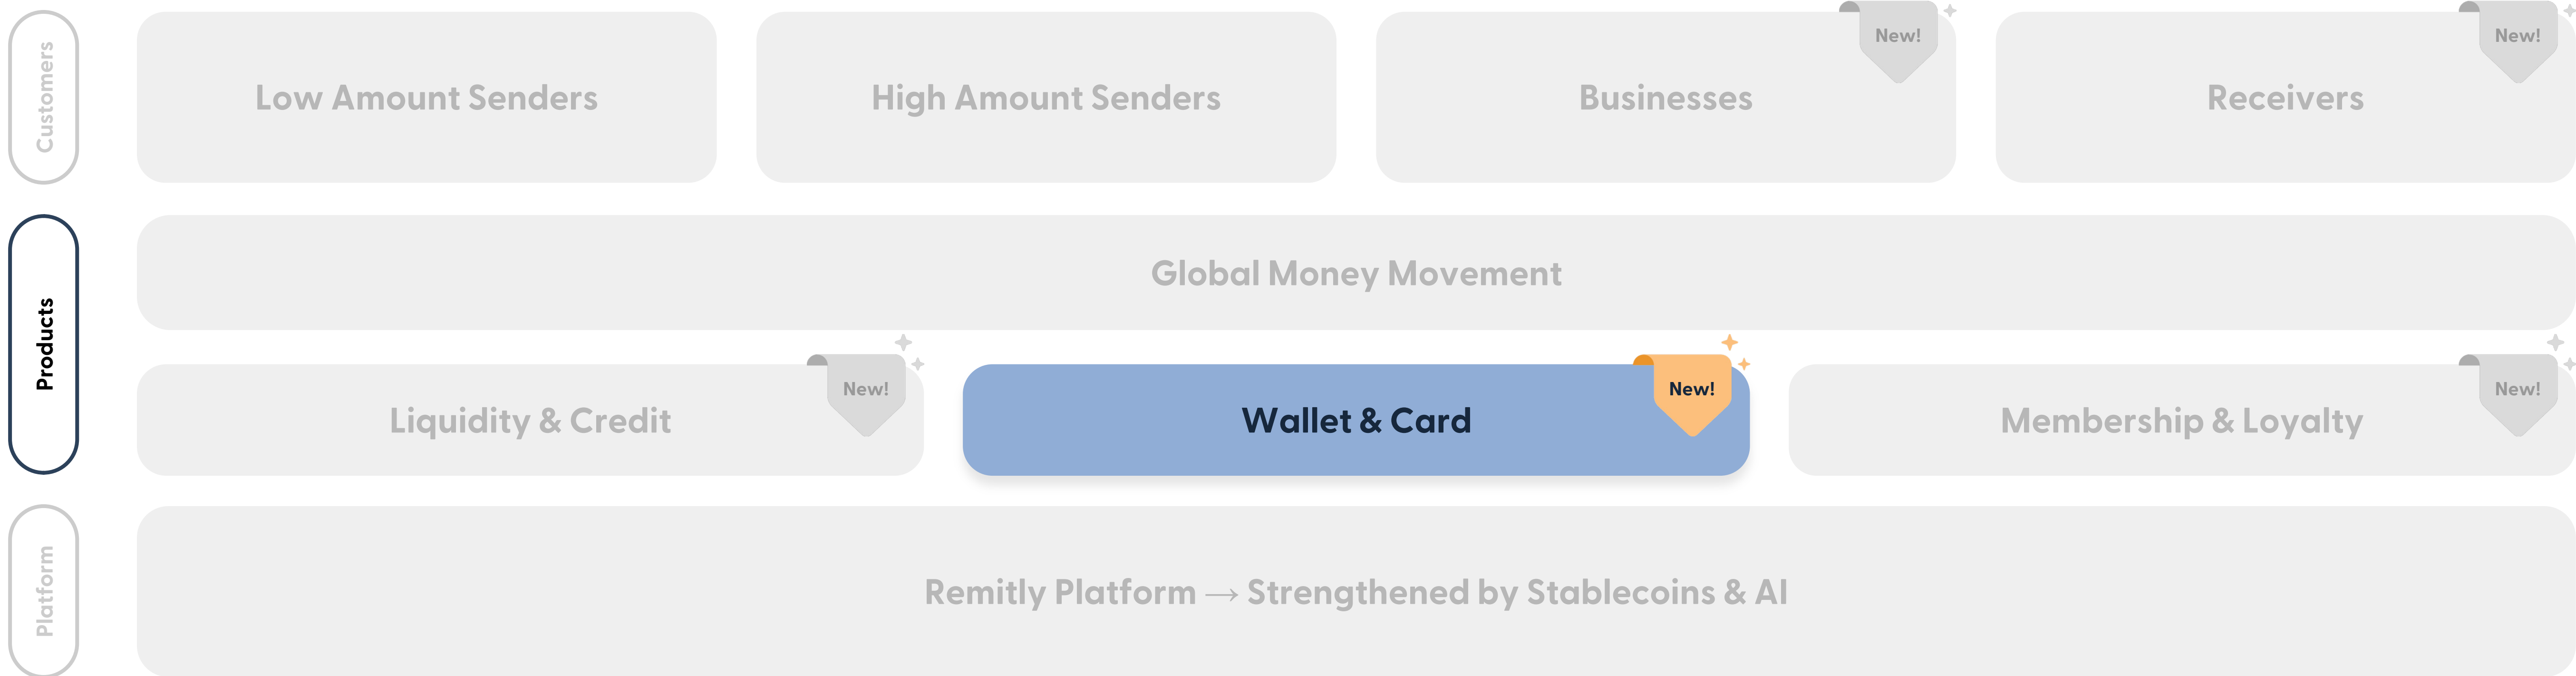 Customers
Low Amount Senders
High Amount Senders
Businesses
New!
Receivers
New!
Products
Global Money Movement
Liquidity & Credit
New!
Wallet & Card
New!
Membership & Loyalty
New!
Platform
Remitly Platform → Strengthened by Stablecoins & AI